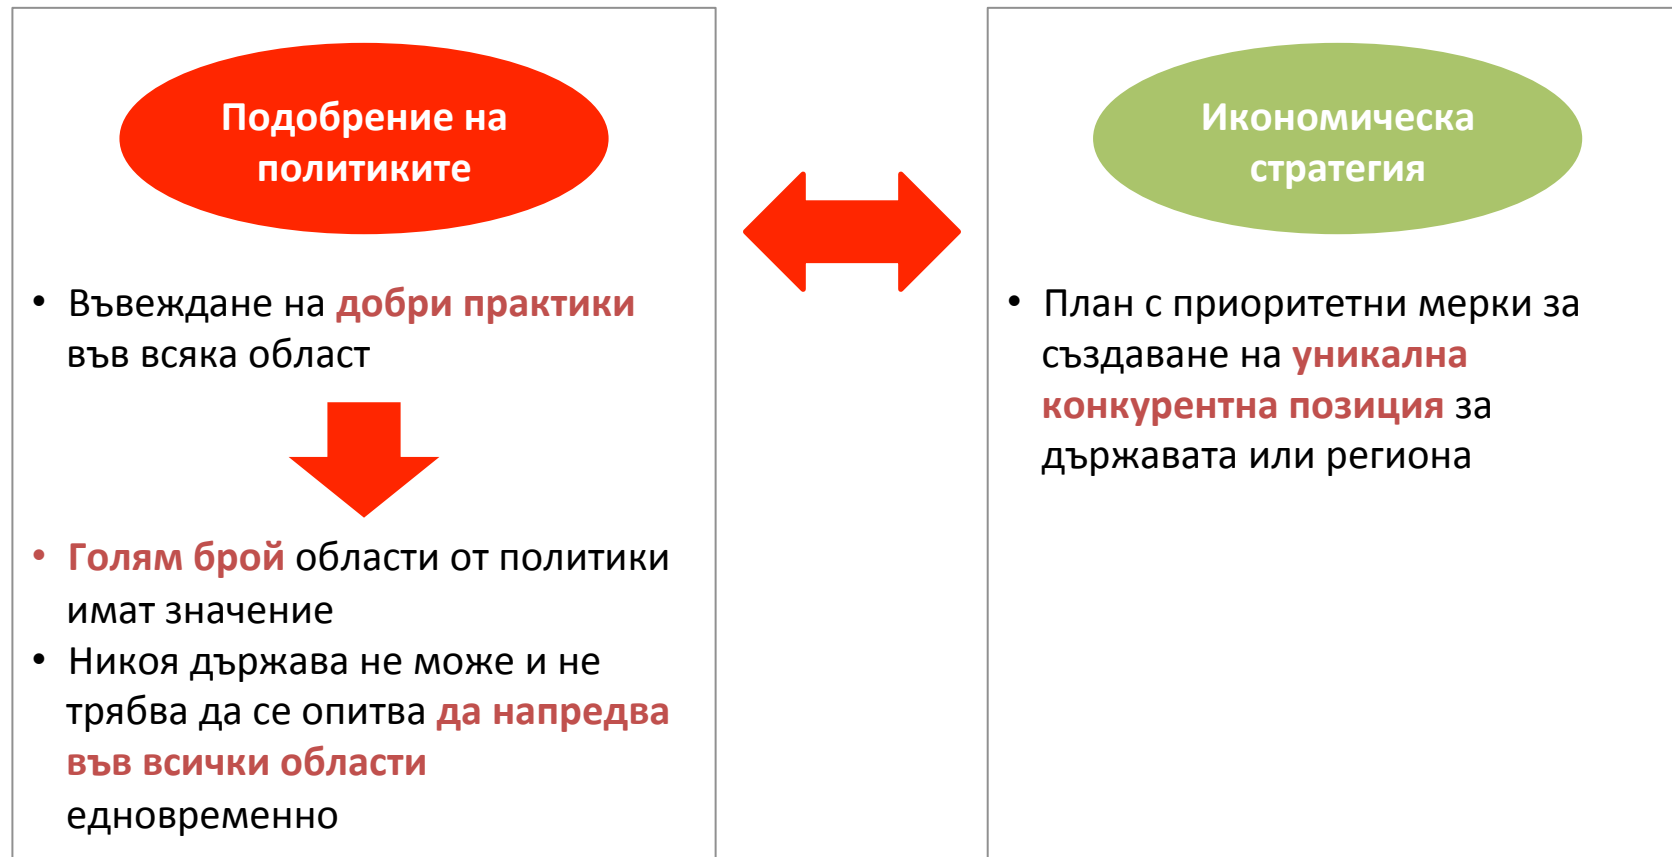 Подобрение на
политиките
• Въвеждане на добри практики
във всяка област
• Голям брой области от политики
имат значение
• Никоя държава не може и не
трябва да се опитва да напредва
във всички области
едновременно
Икономическа
стратегия
• План с приоритетни мерки за
създаване на уникална
конкурентна позиция за
държавата или региона